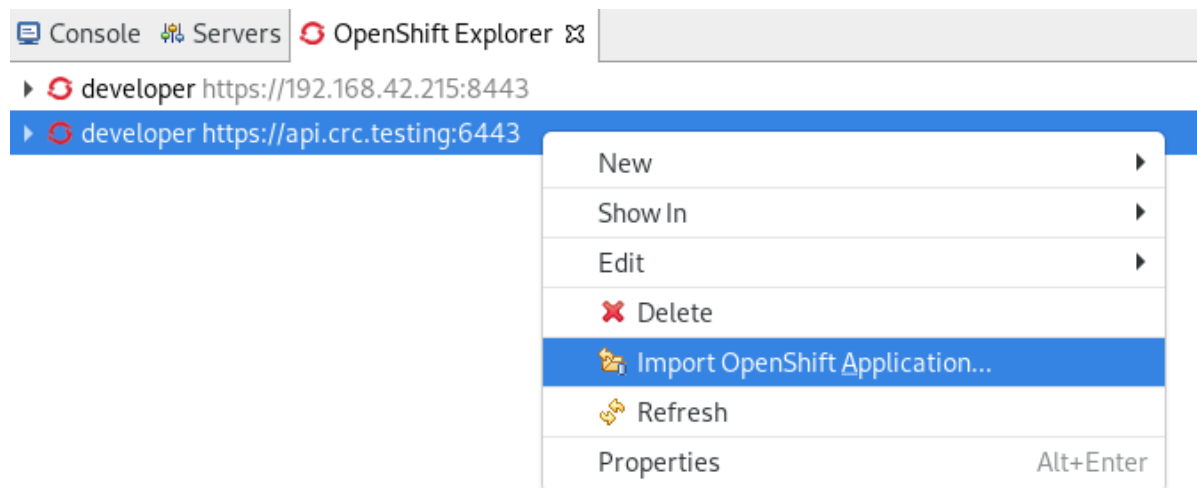 Console Servers OpenShift Explorer
developer https://192.168.42.215:8443
developer https://api.crc.testing:6443
New
Show In
Edit
Delete
Import OpenShift Application...
Refresh
Properties Alt+Enter